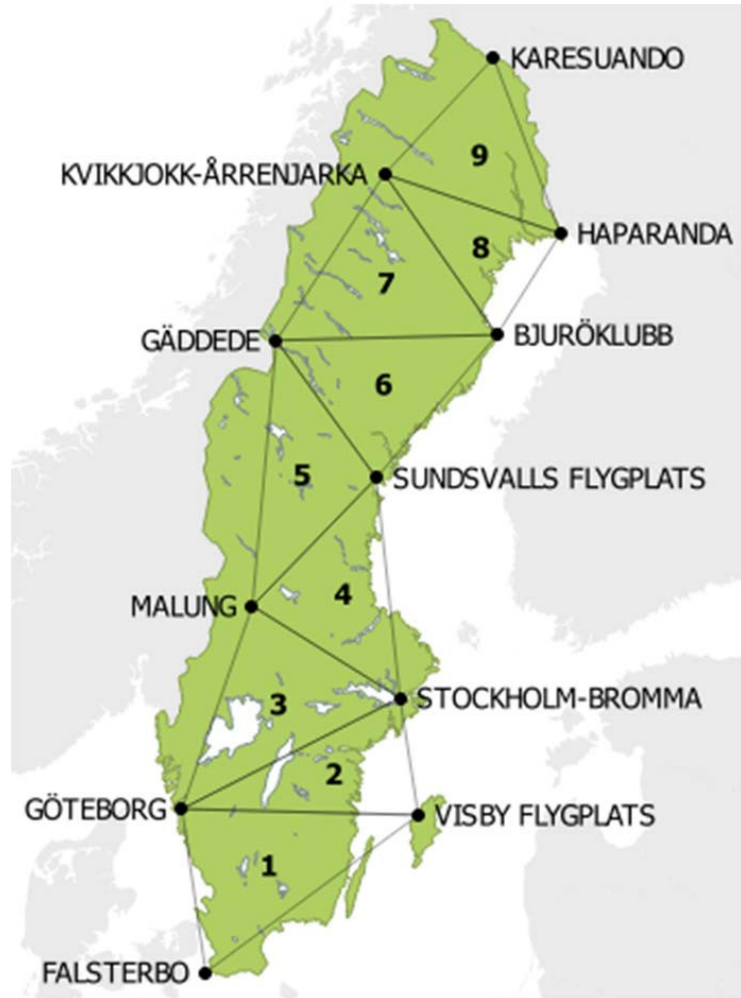 KARESUANDO
9
KVIKKJOKK-ÅRRENJARKA
HAPARANDA
8
7
GÄDDEDE
BJURÖKLUBB
6
5
SUNDSVALLS FLYGPLATS
4
MALUNG
STOCKHOLM-BROMMA
3
2
GÖTEBORG
VISBY FLYGPLATS
1
FALSTERBO